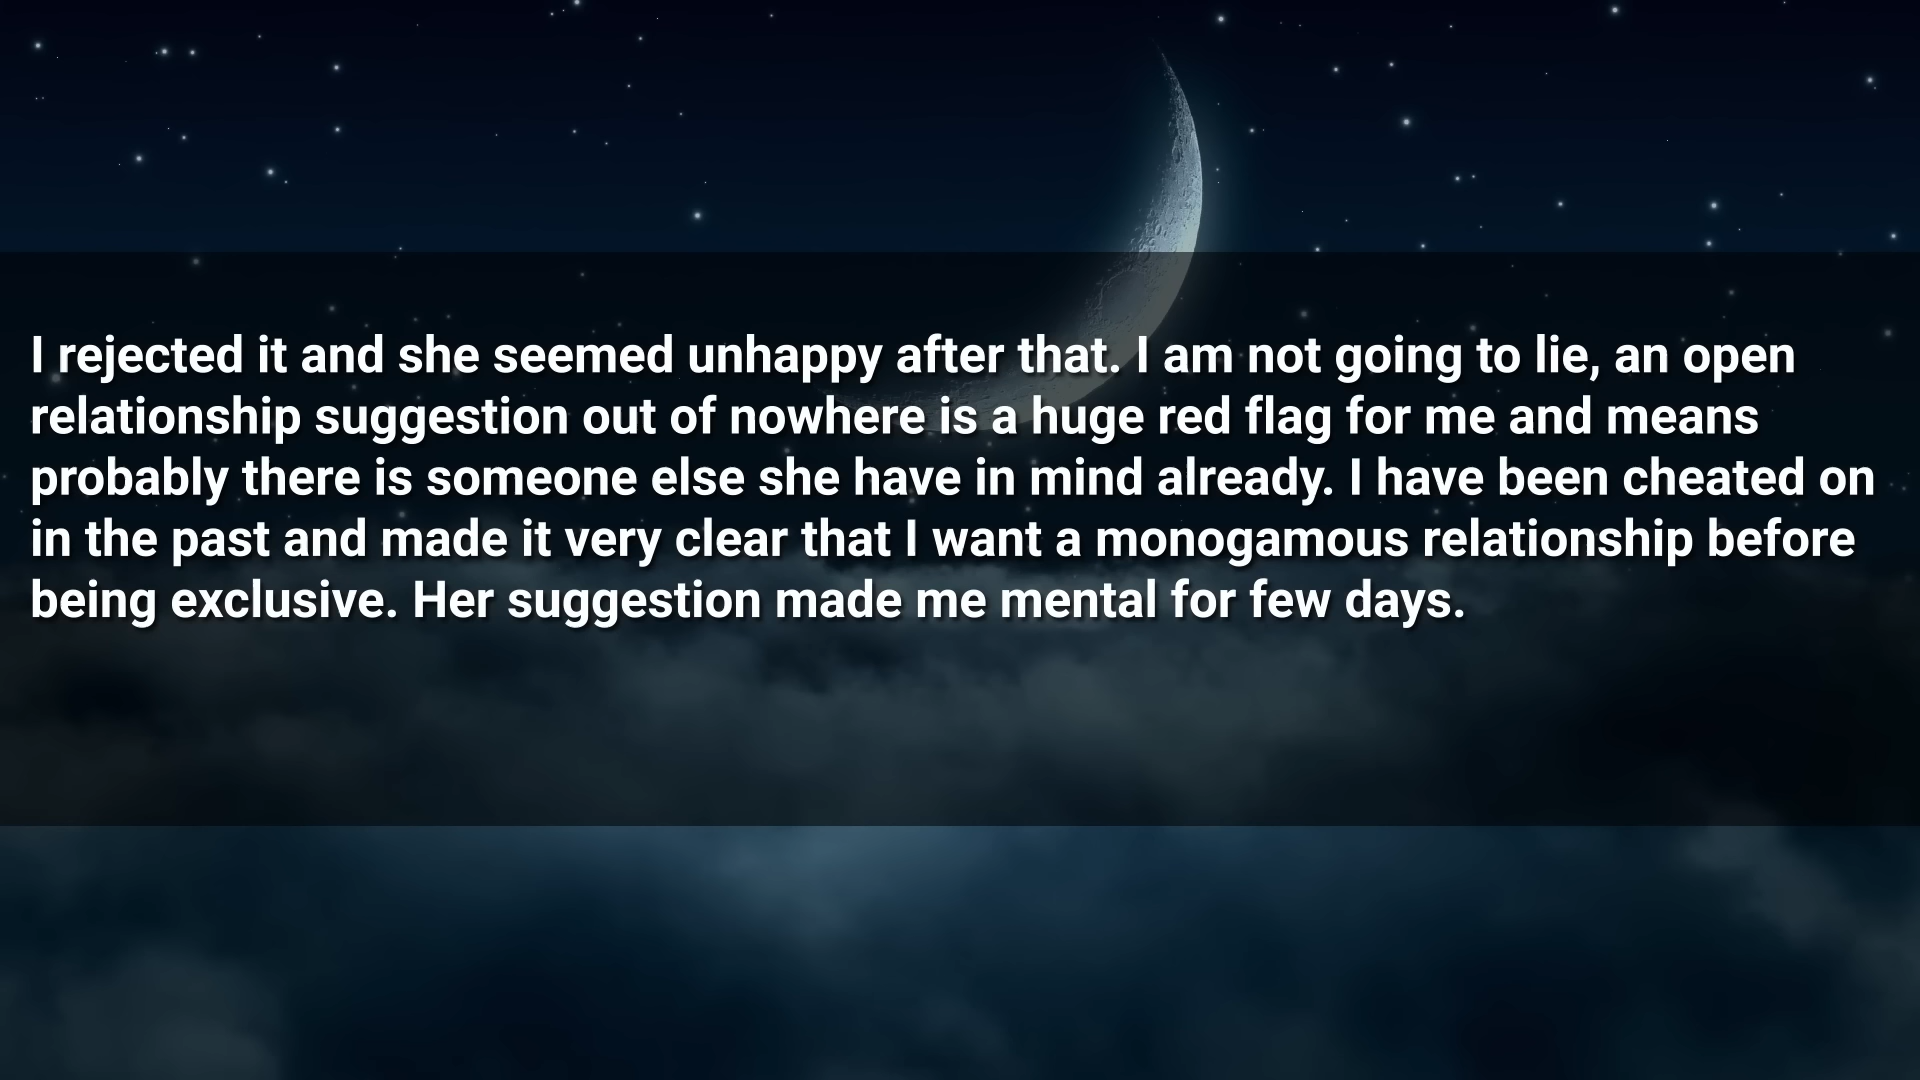 I rejected it and she seemed unhappy after that. I am not going to lie, an open
relationship suggestion out of nowhere is a huge red flag for me and means
probably there is someone else she have in mind already. I have been cheated on
in the past and made it very clear that I want a monogamous relationship before
being exclusive. Her suggestion made me mental for few days.